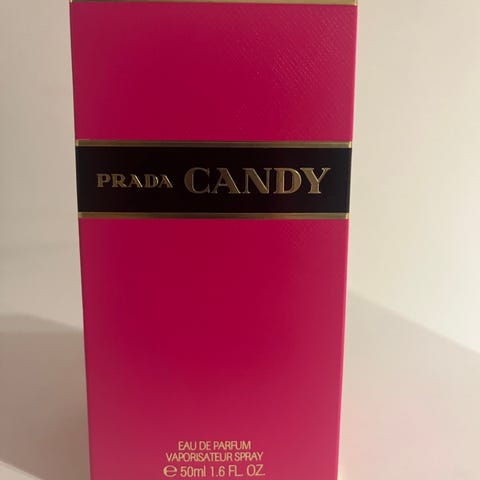 PRADA CANDY
EAU DE PARFUM
VAPORISATEUR SPRAY
℮ 50ml 1.6 FL. OZ.